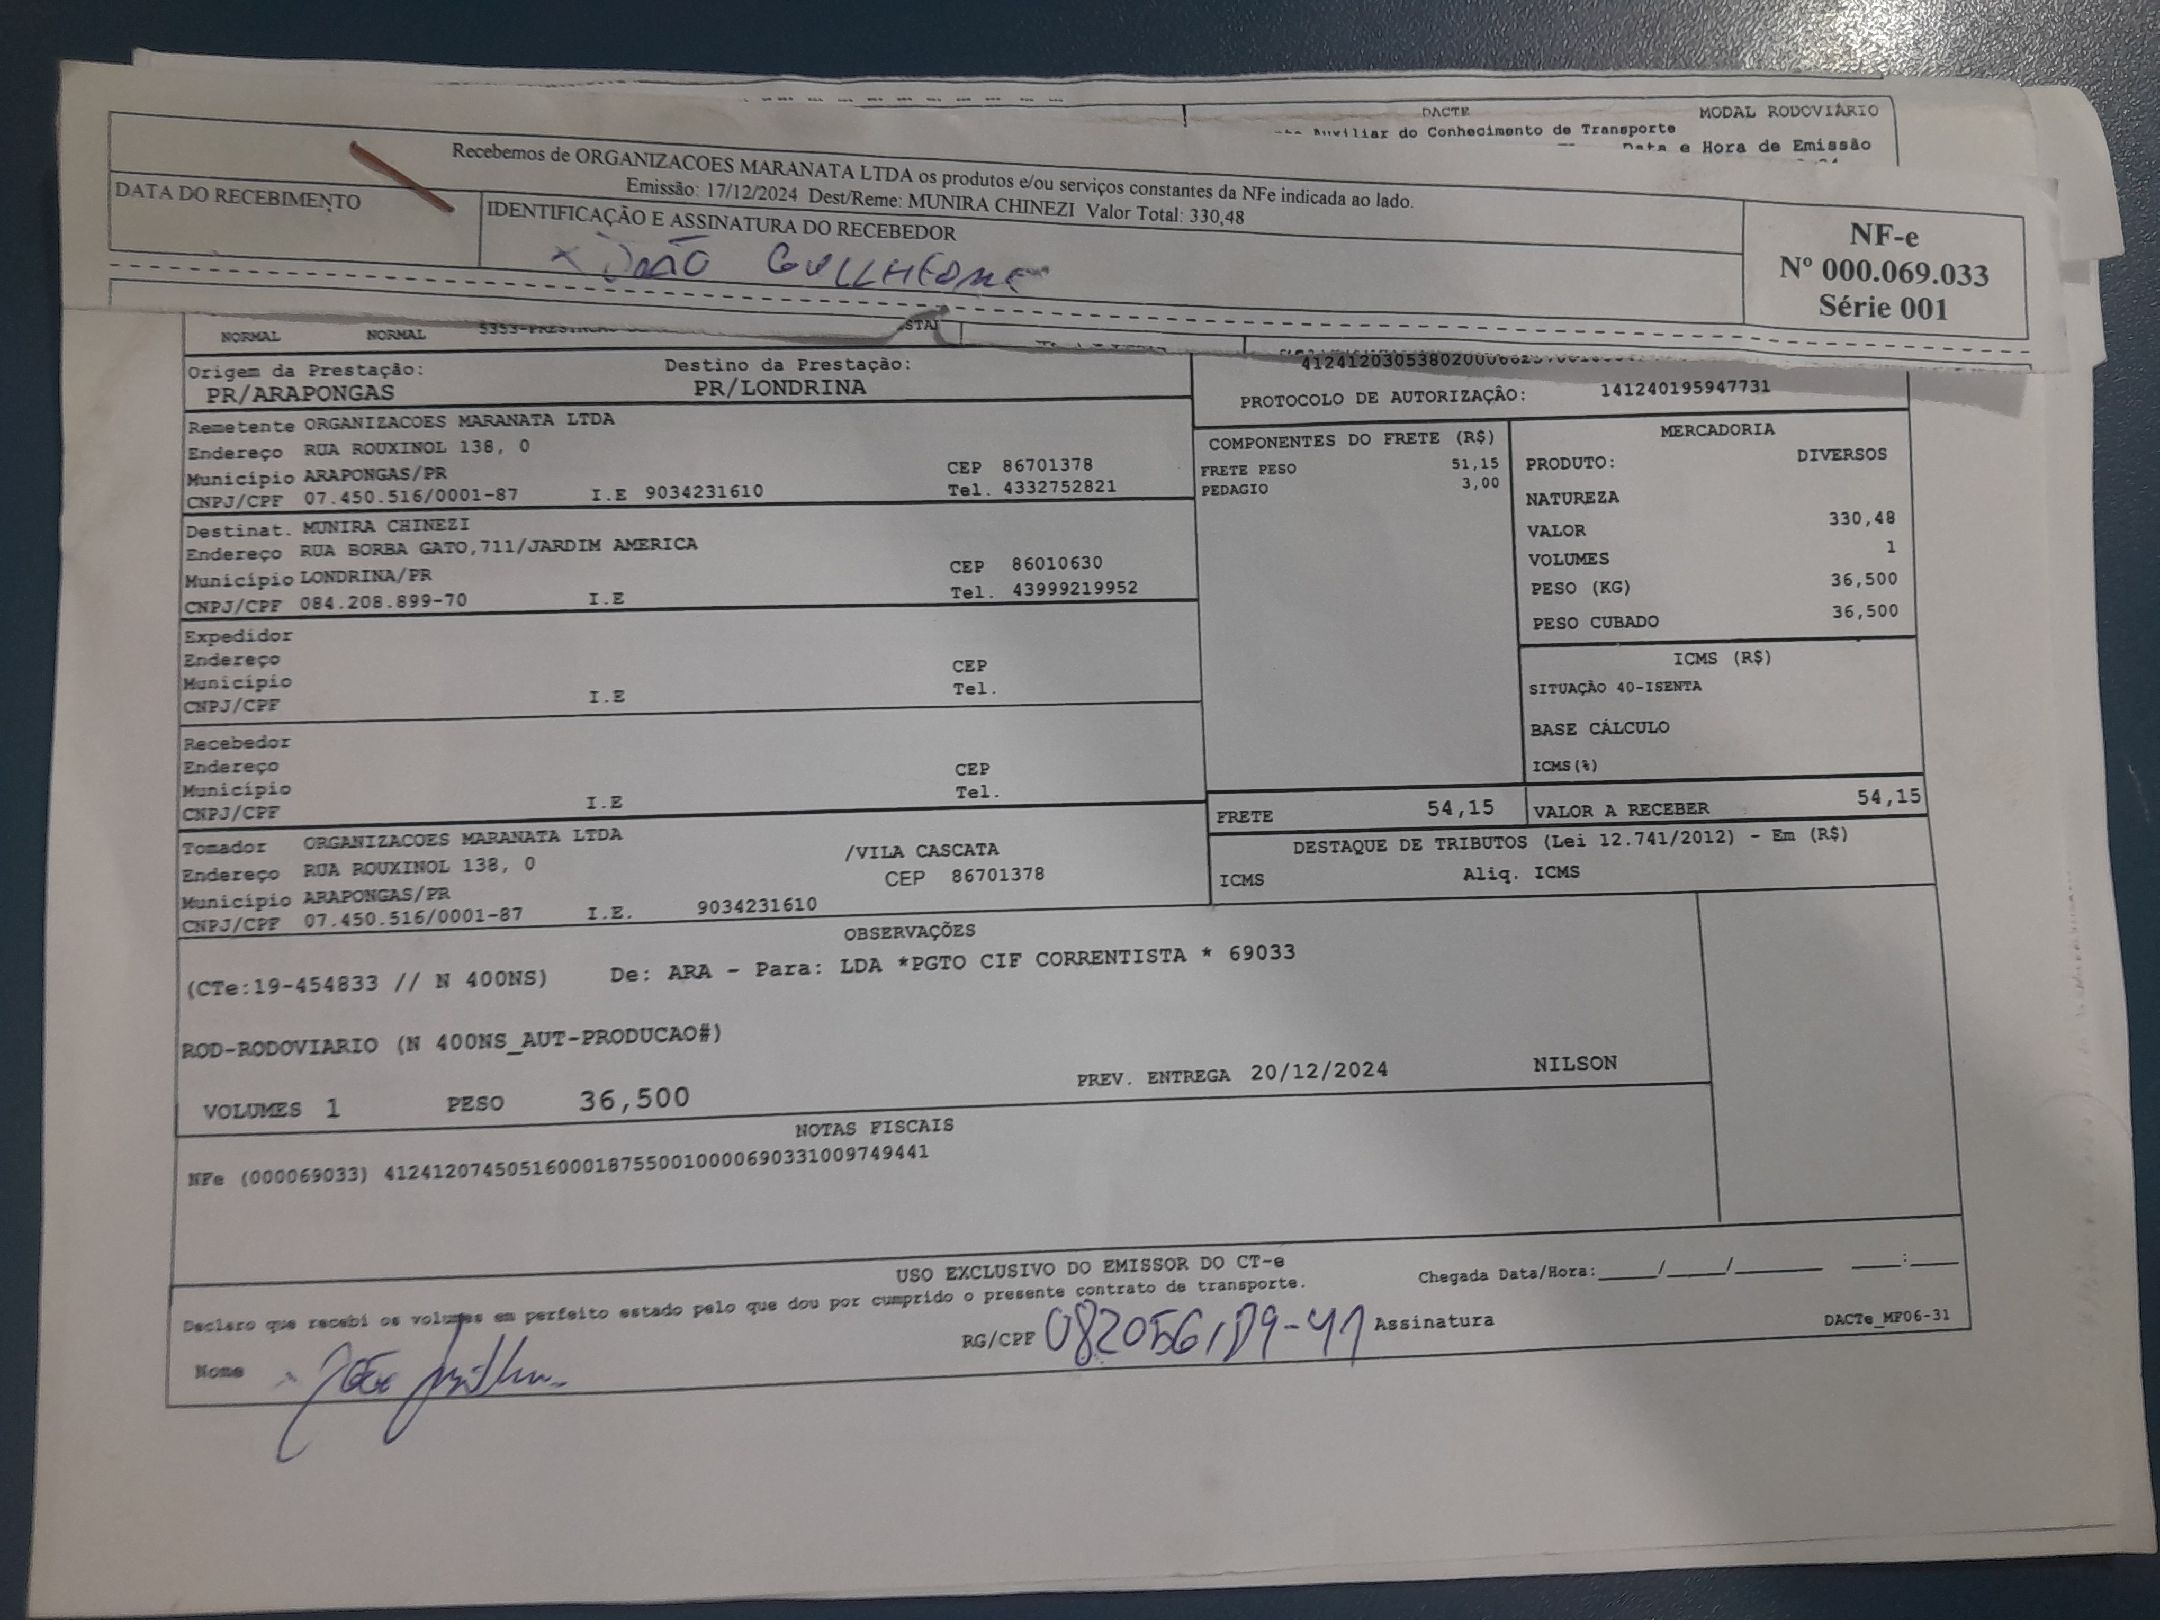 DACTE MODAL RODOVIÁRIO
Auxiliar do Conhecimento de Transporte
Data e Hora de Emissão
Recebemos de ORGANIZACOES MARANATA LTDA os produtos e/ou serviços constantes da NFe indicada ao lado.
Emissão: 17/12/2024 Dest/Reme: MUNIRA CHINEZI Valor Total: 330,48
DATA DO RECEBIMENTO
IDENTIFICAÇÃO E ASSINATURA DO RECEBEDOR
x JOÃO GUILHERME
NF-e
Nº 000.069.033
Série 001
NORMAL NORMAL
Origem da Prestação: Destino da Prestação:
PR/ARAPONGAS PR/LONDRINA
PROTOCOLO DE AUTORIZAÇÃO: 141240195947731
Remetente ORGANIZACOES MARANATA LTDA
Endereço RUA ROUXINOL 138, 0
Município ARAPONGAS/PR CEP 86701378
CNPJ/CPF 07.450.516/0001-87 I.E 9034231610 Tel. 4332752821
Destinat. MUNIRA CHINEZI
Endereço RUA BORBA GATO,711/JARDIM AMERICA
Município LONDRINA/PR CEP 86010630
CNPJ/CPF 084.208.899-70 I.E Tel. 43999219952
Expedidor
Endereço
Município CEP
CNPJ/CPF I.E Tel.
Recebedor
Endereço
Município CEP
CNPJ/CPF I.E Tel.
Tomador ORGANIZACOES MARANATA LTDA
Endereço RUA ROUXINOL 138, 0 /VILA CASCATA
Município ARAPONGAS/PR CEP 86701378
CNPJ/CPF 07.450.516/0001-87 I.E. 9034231610
COMPONENTES DO FRETE (R$)
FRETE PESO 51,15
PEDAGIO 3,00
MERCADORIA
PRODUTO: DIVERSOS
NATUREZA
VALOR 330,48
VOLUMES 1
PESO (KG) 36,500
PESO CUBADO 36,500
ICMS (R$)
SITUAÇÃO 40-ISENTA
BASE CÁLCULO
ICMS(%)
FRETE 54,15 VALOR A RECEBER 54,15
DESTAQUE DE TRIBUTOS (Lei 12.741/2012) - Em (R$)
ICMS Aliq. ICMS
OBSERVAÇÕES
(CTe:19-454833 // N 400NS) De: ARA - Para: LDA *PGTO CIF CORRENTISTA * 69033
ROD-RODOVIARIO (N 400NS_AUT-PRODUCAO#)
VOLUMES 1 PESO 36,500 PREV. ENTREGA 20/12/2024 NILSON
NOTAS FISCAIS
NFe (000069033) 41241207450516000187550010000690331009749441
USO EXCLUSIVO DO EMISSOR DO CT-e
Declaro que recebi os volumes em perfeito estado pelo que dou por cumprido o presente contrato de transporte. Chegada Data/Hora:_____/_____/________ ____:____
Nome João Guilherme RG/CPF Assinatura DACTe_MF06-31